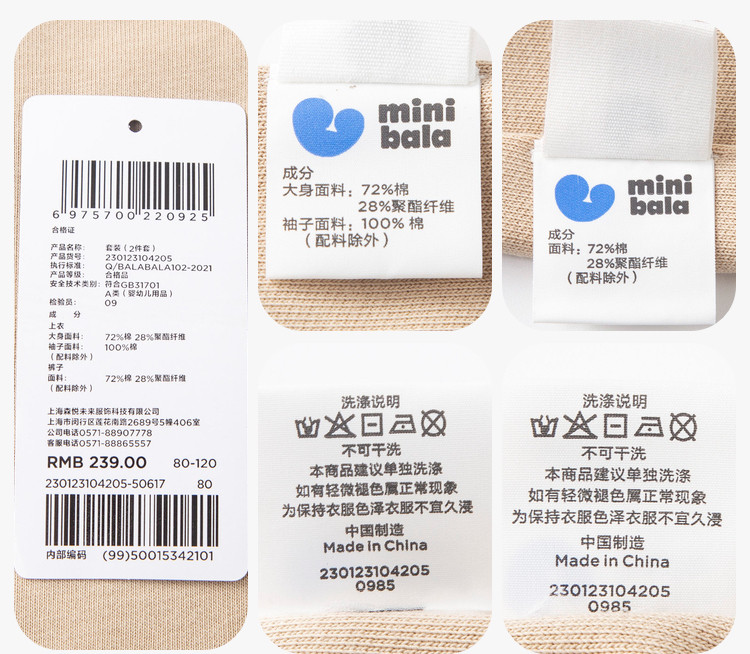 6 975700 220925
合格证
产品名称： 套装（2件套）
产品货号： 230123104205
执行标准： Q/BALABALA102-2021
产品等级： 合格品
安全技术类别： 符合GB31701
A类（婴幼儿用品）
检验员： 09
成 分
上衣
大身面料： 72%棉 28%聚酯纤维
袖子面料： 100%棉
（配料除外）
裤子
面料： 72%棉 28%聚酯纤维
（配料除外）
上海森悦未来服饰科技有限公司
上海市闵行区莲花南路2689号5幢406室
公司电话0571-88907778
客服电话0571-88865557
RMB 239.00 80-120
230123104205-50617 80
内部编码 (99)50015342101
mini
bala
成分
大身面料：72%棉
28%聚酯纤维
袖子面料：100% 棉
（配料除外）
mini
bala
成分
面料：72%棉
28%聚酯纤维
（配料除外）
洗涤说明
不可干洗
本商品建议单独洗涤
如有轻微褪色属正常现象
为保持衣服色泽衣服不宜久浸
中国制造
Made in China
230123104205
0985
洗涤说明
不可干洗
本商品建议单独洗涤
如有轻微褪色属正常现象
为保持衣服色泽衣服不宜久浸
中国制造
Made in China
230123104205
0985